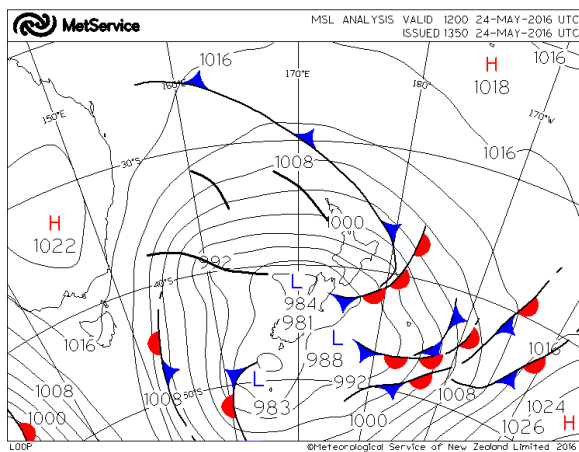 MetService
MSL ANALYSIS VALID 1200 24-MAY-2016 UTC
ISSUED 1350 24-MAY-2016 UTC
1016
170°E
H
1018
1016
160°E
180°
150°E
170°W
1016
30°S
1008
H
1022
1000
992
L
984
40°S
981
L
988
1016
1016
L
992
1008
1008
50°S
1008
983
1024
1000
1000
1026
H
LOOP
©Meteorological Service of New Zealand Limited 2016